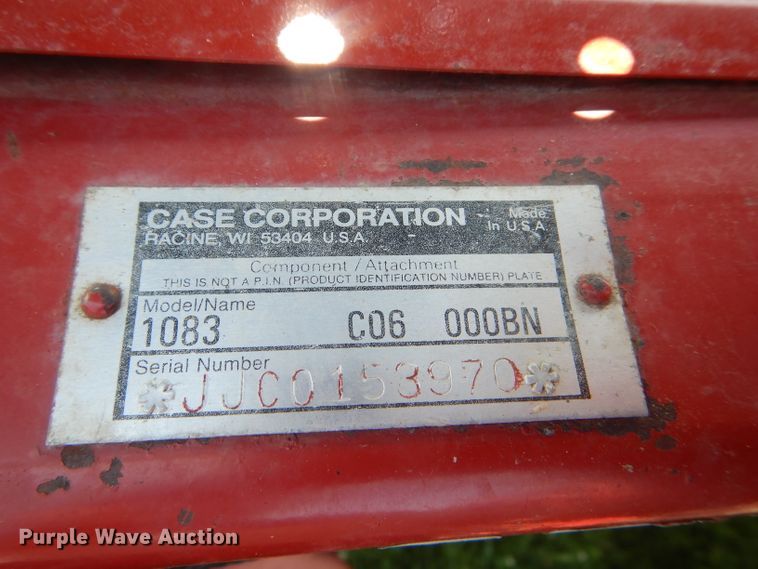 CASE CORPORATION
Made
In U.S.A.
RACINE WI 53404 U.S.A.
Component / Attachment
THIS IS NOT A P.I.N. (PRODUCT IDENTIFICATION NUMBER) PLATE
Model/Name
1083 C06 000BN
Serial Number
*JJC0153970*
Purple Wave Auction